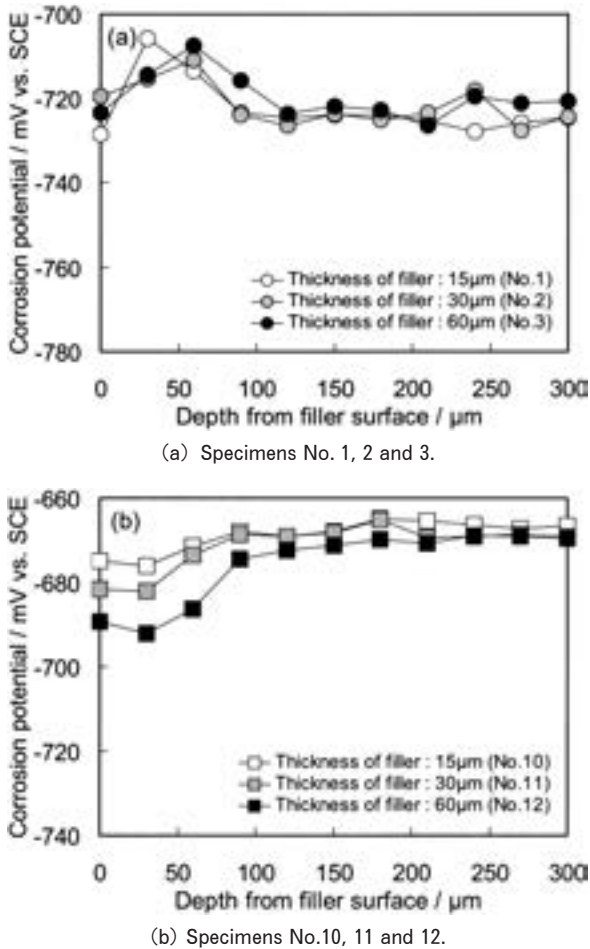 -700
(a)
-720
-740
-760
-780
Corrosion potential / mV vs. SCE
Thickness of filler : 15μm (No.1)
Thickness of filler : 30μm (No.2)
Thickness of filler : 60μm (No.3)
0 50 100 150 200 250 300
Depth from filler surface / μm
(a) Specimens No. 1, 2 and 3.
-660
(b)
-680
-700
-720
-740
Corrosion potential / mV vs. SCE
Thickness of filler : 15μm (No.10)
Thickness of filler : 30μm (No.11)
Thickness of filler : 60μm (No.12)
0 50 100 150 200 250 300
Depth from filler surface / μm
(b) Specimens No.10, 11 and 12.